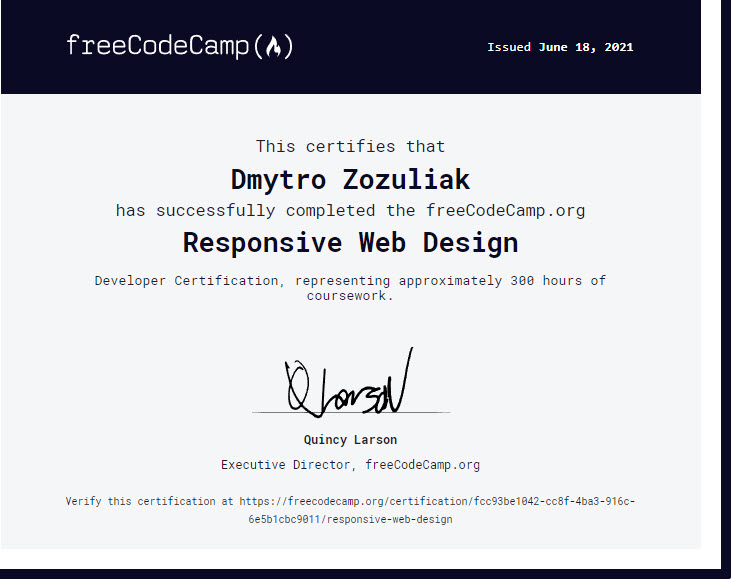 freeCodeCamp(🔥)
Issued June 18, 2021
This certifies that
Dmytro Zozuliak
has successfully completed the freeCodeCamp.org
Responsive Web Design
Developer Certification, representing approximately 300 hours of
coursework.
QLarson
Quincy Larson
Executive Director, freeCodeCamp.org
Verify this certification at https://freecodecamp.org/certification/fcc93be1042-cc8f-4ba3-916c-
6e5b1cbc9011/responsive-web-design